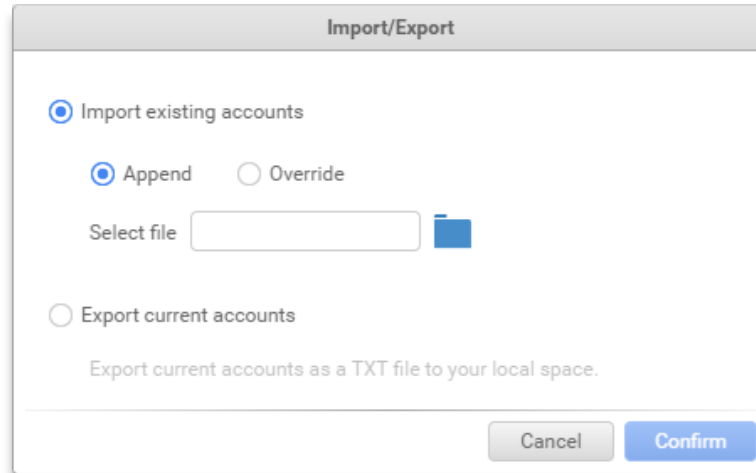 Import/Export
Import existing accounts
Append Override
Select file
Export current accounts
Export current accounts as a TXT file to your local space.
Cancel Confirm